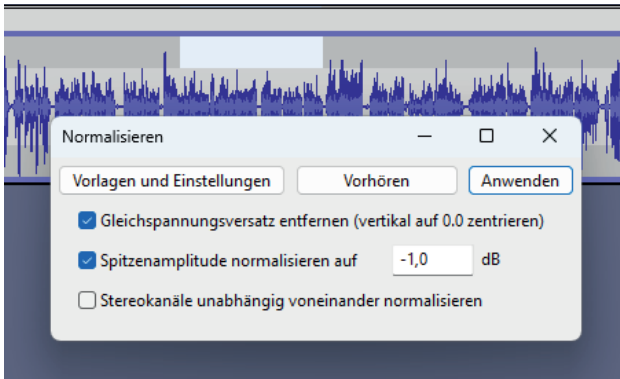 Normalisieren
Vorlagen und Einstellungen Vorhören Anwenden
Gleichspannungsversatz entfernen (vertikal auf 0.0 zentrieren)
Spitzenamplitude normalisieren auf -1,0 dB
Stereokanäle unabhängig voneinander normalisieren